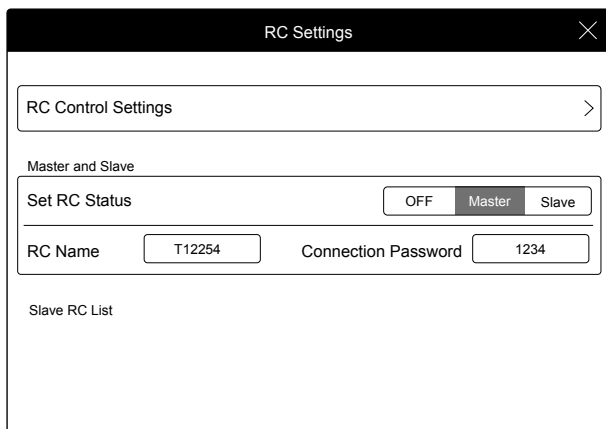 RC Settings
RC Control Settings
Master and Slave
Set RC Status OFF Master Slave
RC Name T12254 Connection Password 1234
Slave RC List